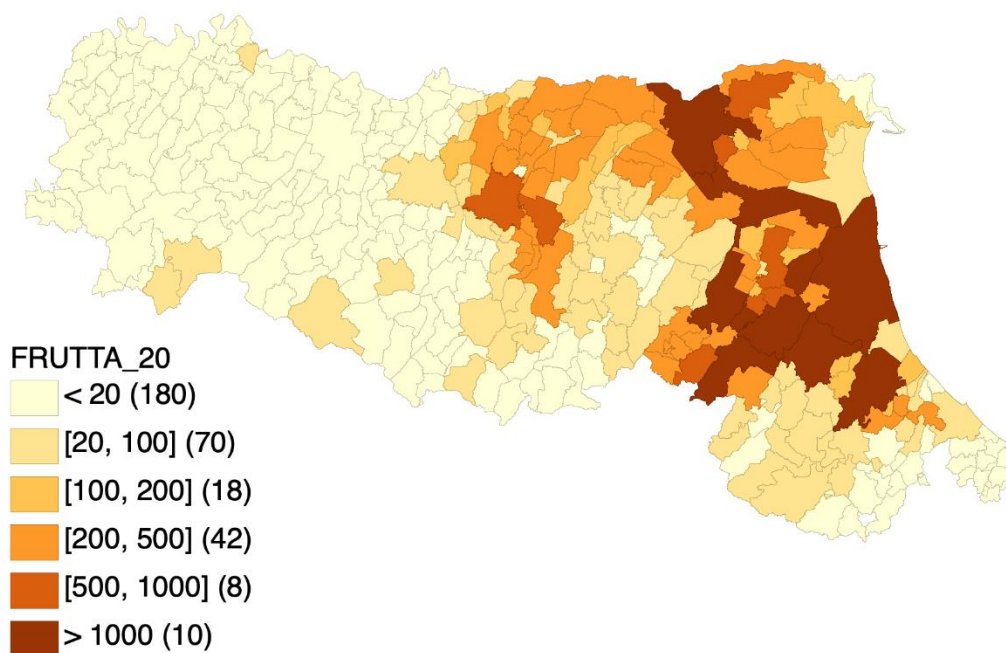 FRUTTA_20
< 20 (180)
[20, 100] (70)
[100, 200] (18)
[200, 500] (42)
[500, 1000] (8)
> 1000 (10)